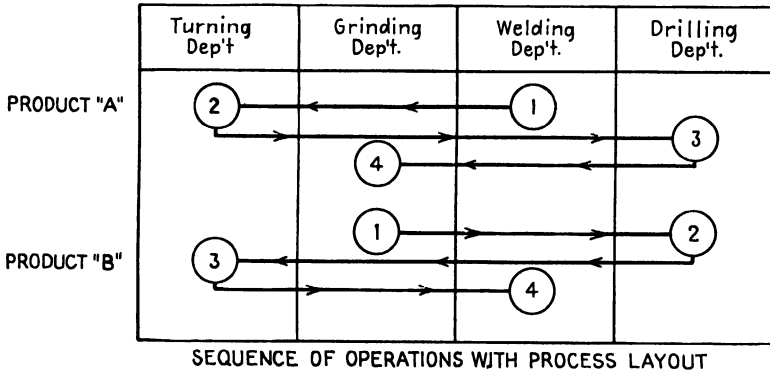 Turning Dep't
Grinding Dep't.
Welding Dep't.
Drilling Dep't.
PRODUCT "A"
2
1
3
4
1
2
PRODUCT "B"
3
4
SEQUENCE OF OPERATIONS WITH PROCESS LAYOUT